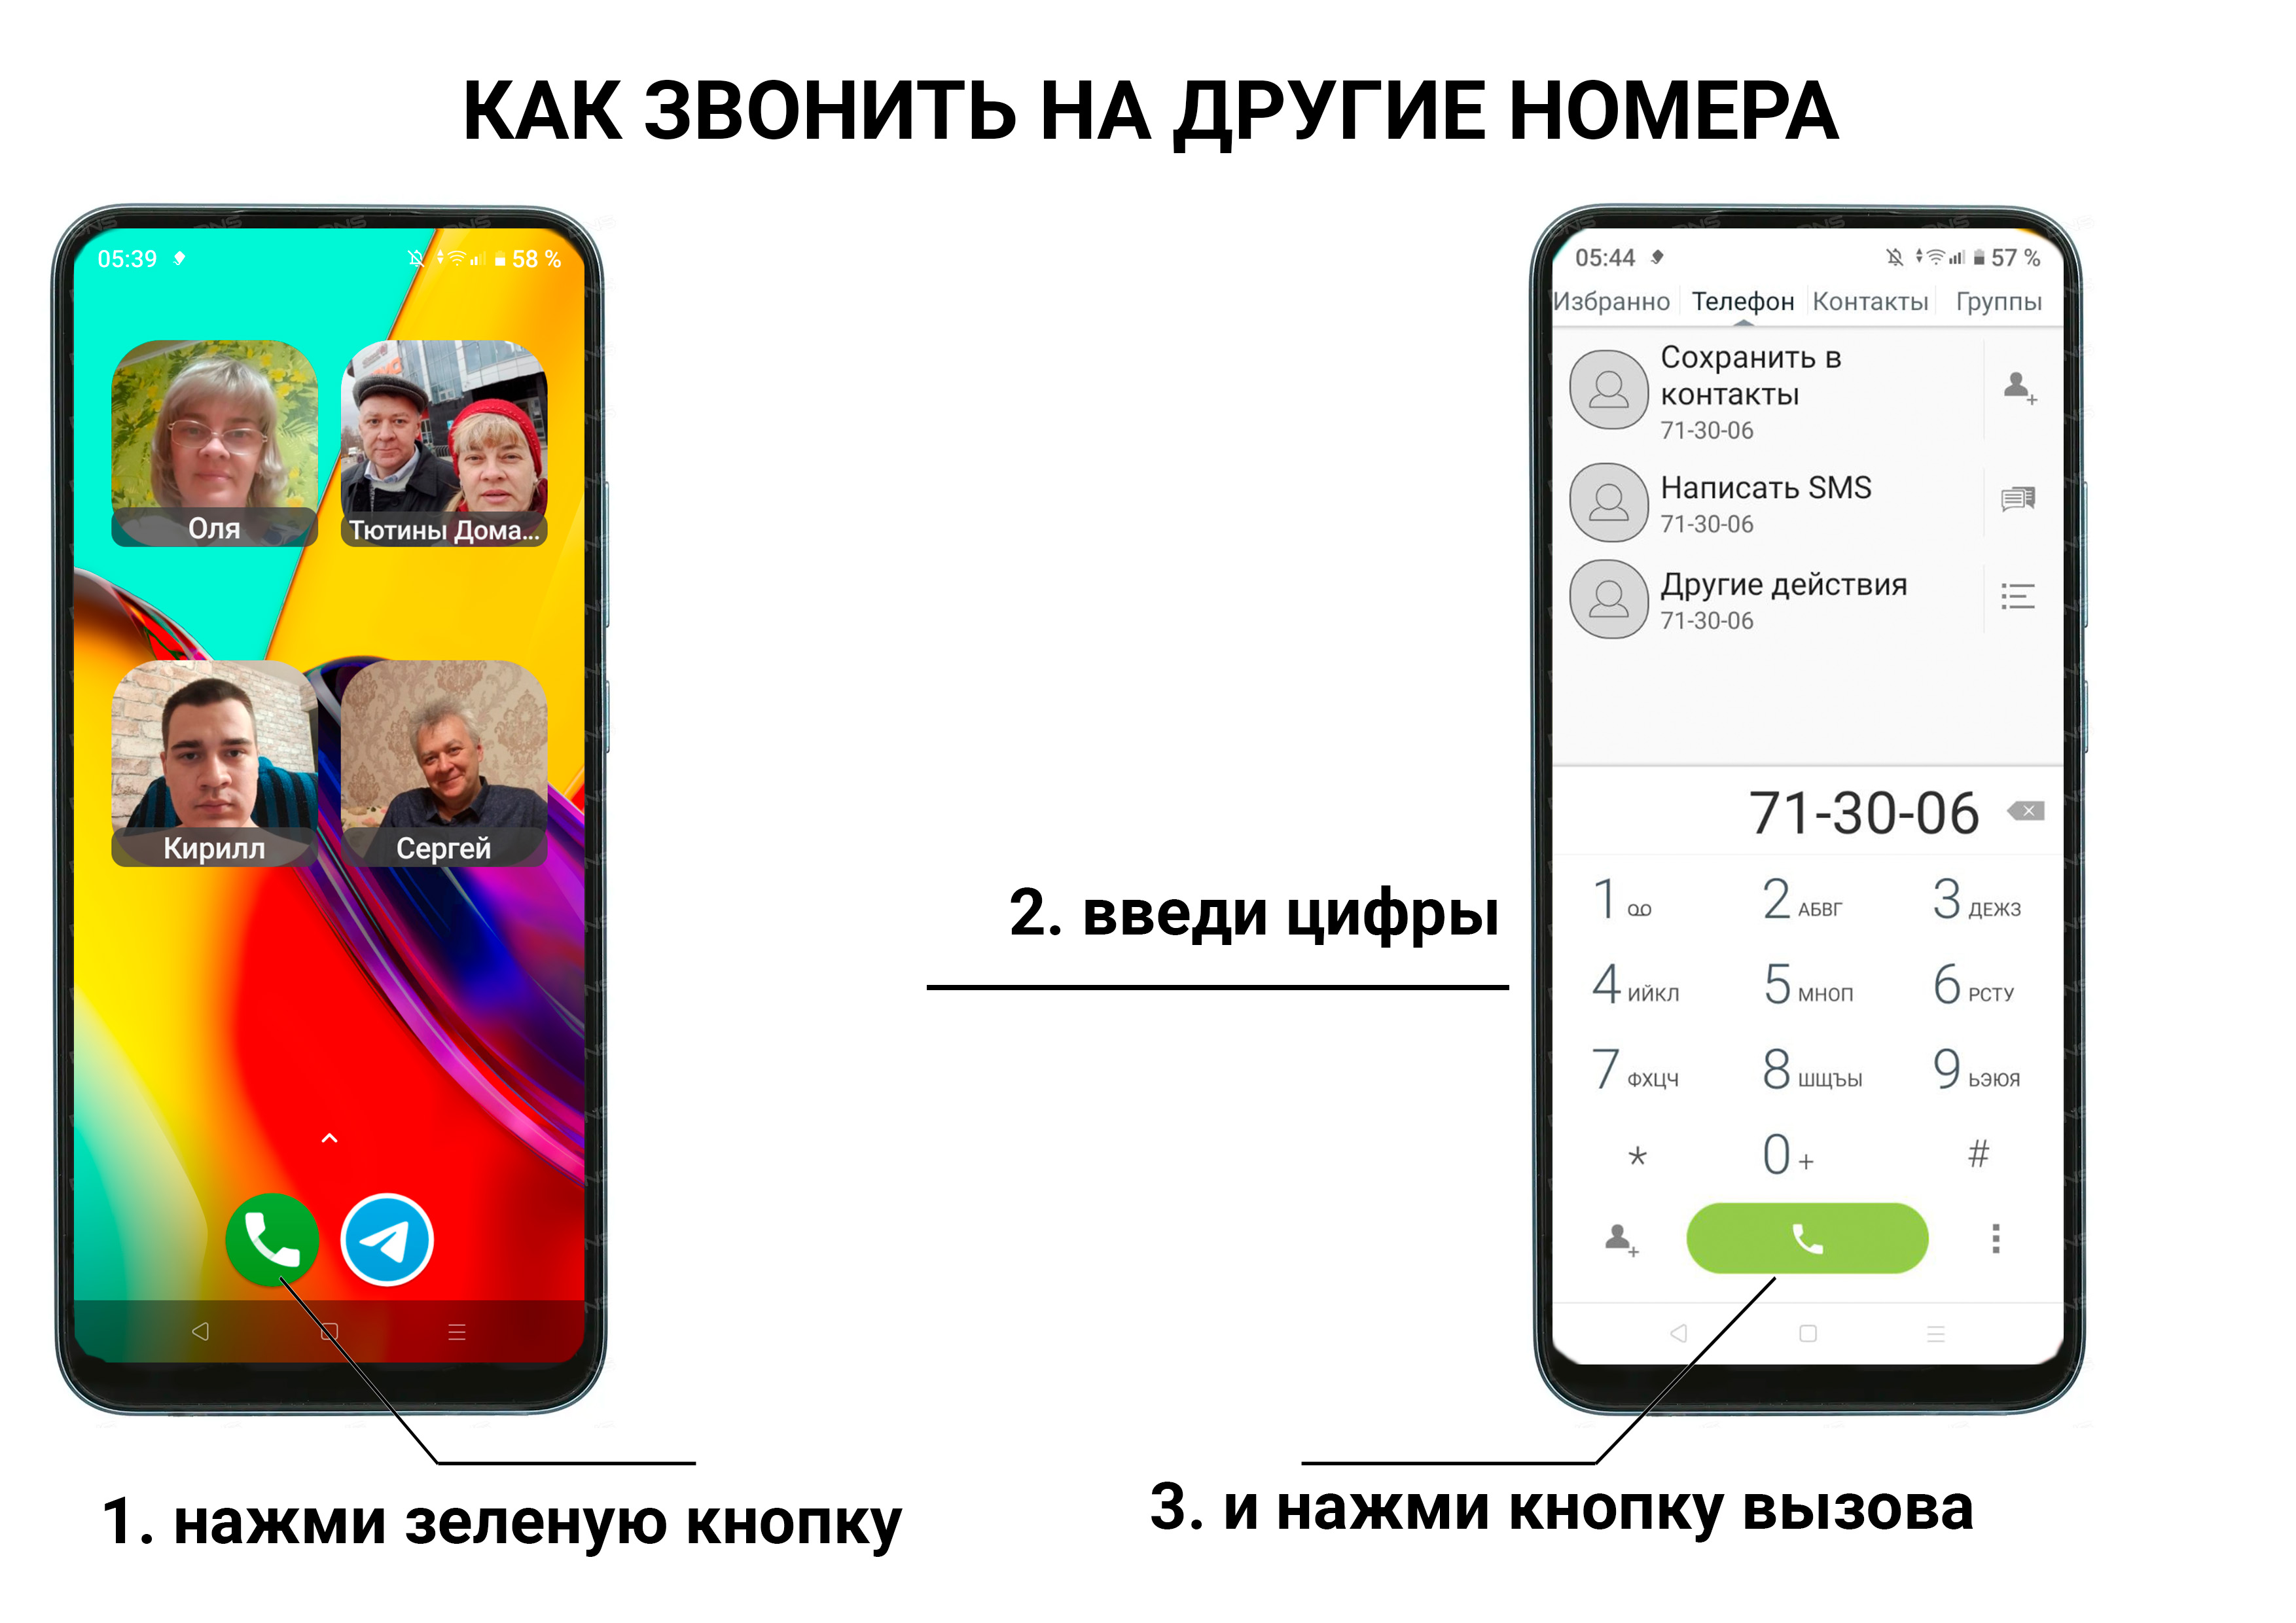 КАК ЗВОНИТЬ НА ДРУГИЕ НОМЕРА
05:39
58 %
Оля
Тютины Дома...
Кирилл
Сергей
1. нажми зеленую кнопку
2. введи цифры
05:44
57 %
Избранно Телефон Контакты Группы
Сохранить в
контакты
71-30-06
Написать SMS
71-30-06
Другие действия
71-30-06
71-30-06
1 2 АБВГ 3 ДЕЖЗ
4 ИЙКЛ 5 МНОП 6 РСТУ
7 ФХЦЧ 8 ШЩЪЫ 9 ЬЭЮЯ
* 0 + #
3. и нажми кнопку вызова